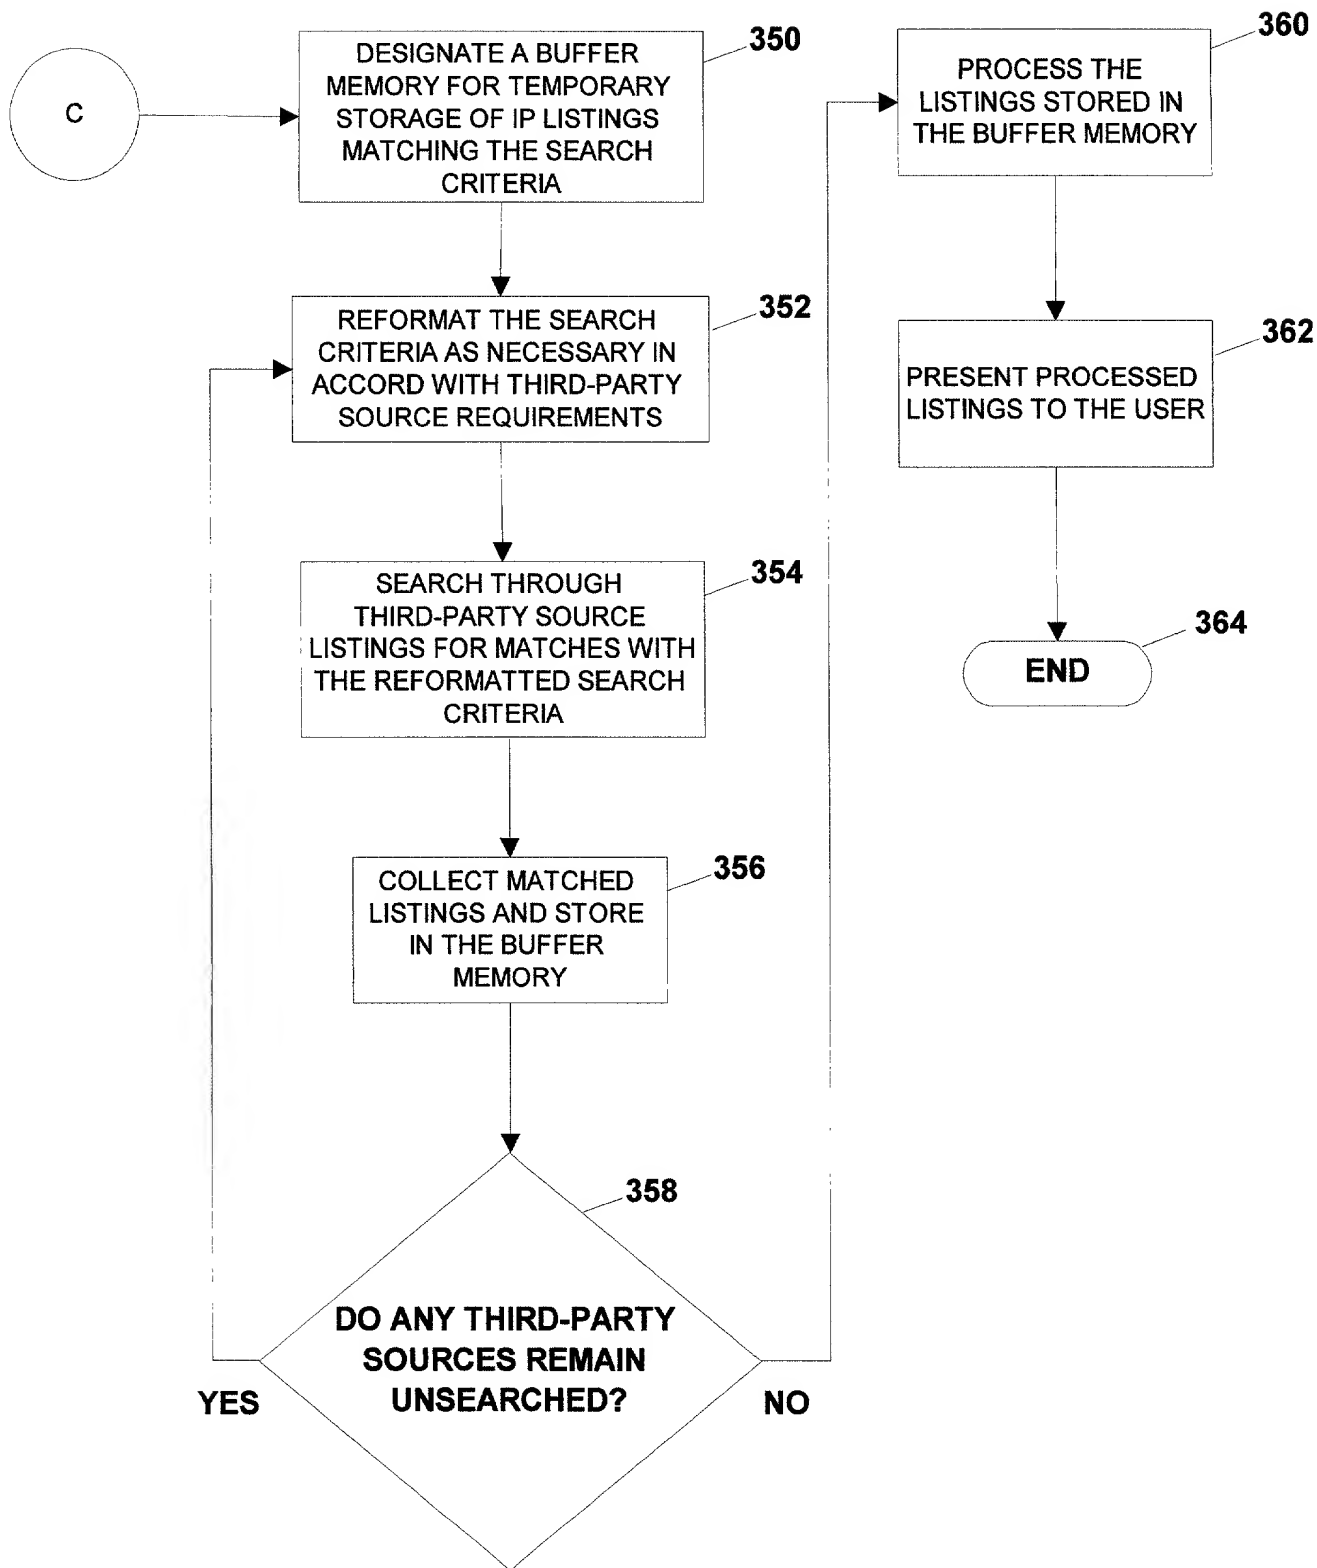 C
DESIGNATE A BUFFER
MEMORY FOR TEMPORARY
STORAGE OF IP LISTINGS
MATCHING THE SEARCH
CRITERIA
350
REFORMAT THE SEARCH
CRITERIA AS NECESSARY IN
ACCORD WITH THIRD-PARTY
SOURCE REQUIREMENTS
352
SEARCH THROUGH
THIRD-PARTY SOURCE
LISTINGS FOR MATCHES WITH
THE REFORMATTED SEARCH
CRITERIA
354
COLLECT MATCHED
LISTINGS AND STORE
IN THE BUFFER
MEMORY
356
358
DO ANY THIRD-PARTY
SOURCES REMAIN
UNSEARCHED?
YES
NO
360
PROCESS THE
LISTINGS STORED IN
THE BUFFER MEMORY
362
PRESENT PROCESSED
LISTINGS TO THE USER
364
END